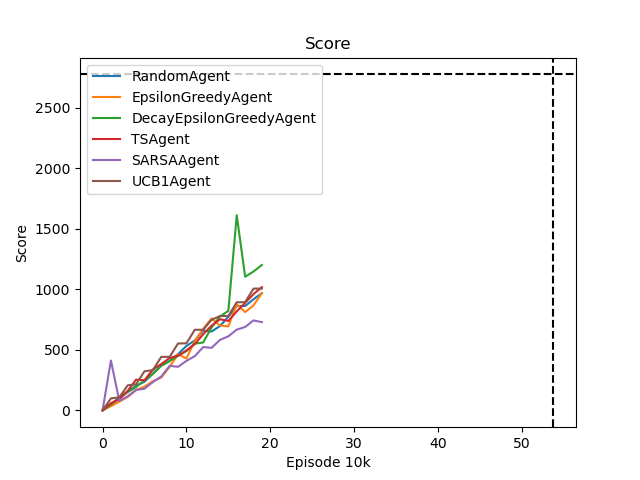 Score
RandomAgent
EpsilonGreedyAgent
DecayEpsilonGreedyAgent
TSAgent
SARSAAgent
UCB1Agent
2500
2000
1500
1000
500
0
Score
0 10 20 30 40 50
Episode 10k